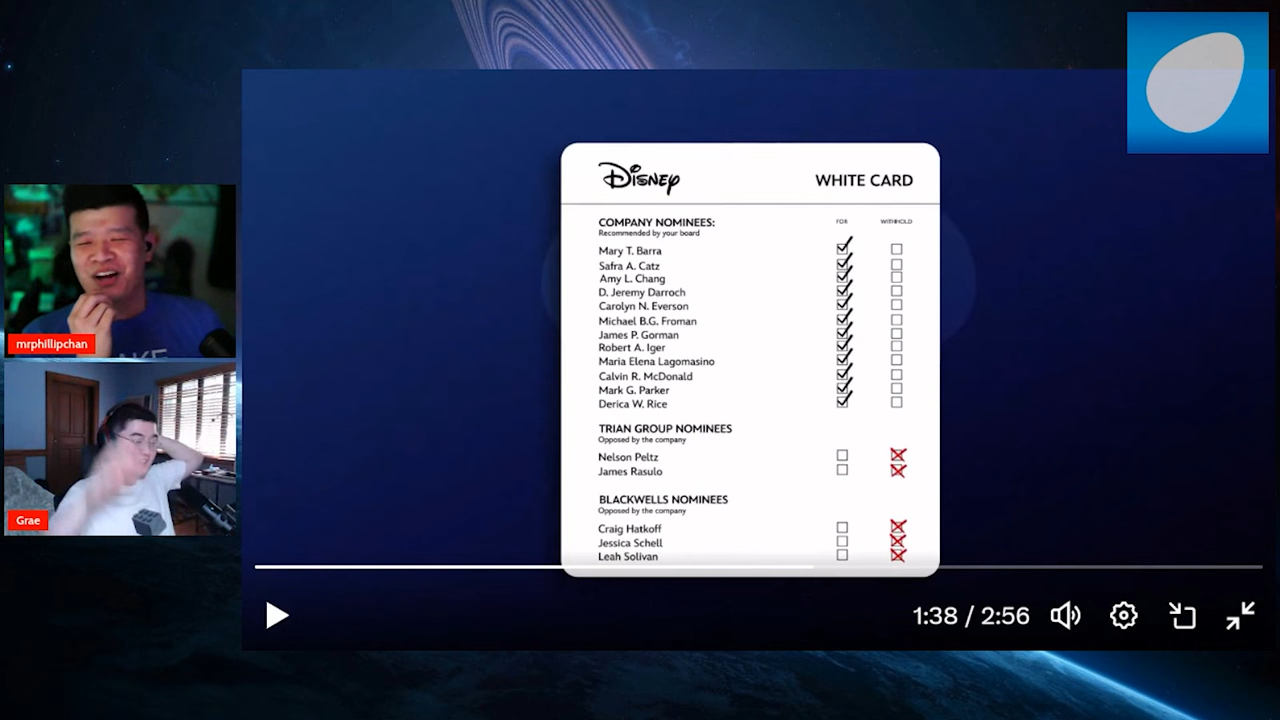 Disney
WHITE CARD
COMPANY NOMINEES:
FOR
WITHHOLD
Recommended by your board
Mary T. Barra
Safra A. Catz
Amy L. Chang
D. Jeremy Darroch
Carolyn N. Everson
Michael B.G. Froman
James P. Gorman
Robert A. Iger
Maria Elena Lagomasino
Calvin R. McDonald
Mark G. Parker
Derica W. Rice
TRIAN GROUP NOMINEES
Opposed by the company
Nelson Peltz
James Rasulo
BLACKWELLS NOMINEES
Opposed by the company
Craig Hatkoff
Jessica Schell
Leah Solivan
mrphillipchan
Grae
1:38 / 2:56